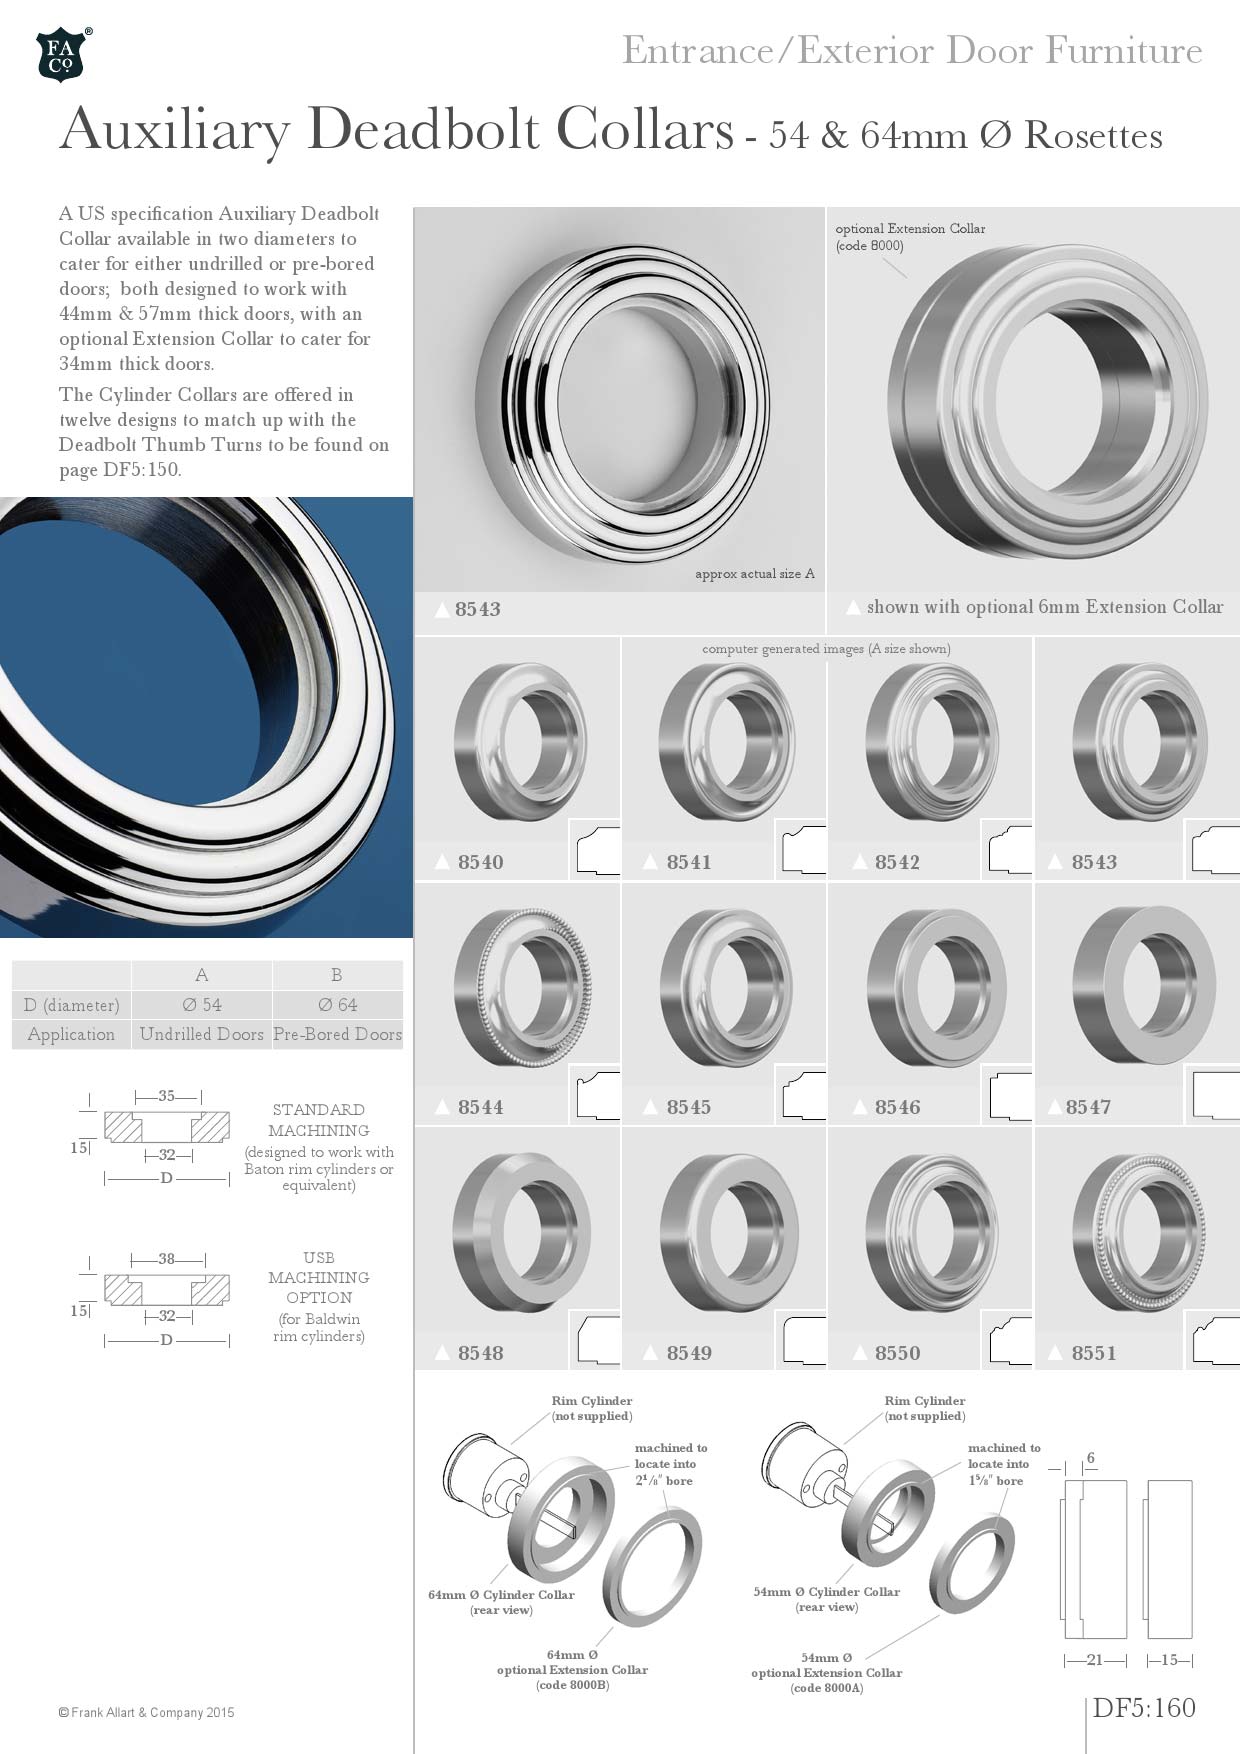 FA
Co.
®
Entrance/Exterior Door Furniture
Auxiliary Deadbolt Collars - 54 & 64mm Ø Rosettes
A US specification Auxiliary Deadbolt
Collar available in two diameters to
cater for either undrilled or pre-bored
doors; both designed to work with
44mm & 57mm thick doors, with an
optional Extension Collar to cater for
34mm thick doors.
The Cylinder Collars are offered in
twelve designs to match up with the
Deadbolt Thumb Turns to be found on
page DF5:150.
approx actual size A
8543
optional Extension Collar
(code 8000)
shown with optional 6mm Extension Collar
computer generated images (A size shown)
8540
8541
8542
8543
8544
8545
8546
8547
8548
8549
8550
8551
A B
D (diameter) Ø 54 Ø 64
Application Undrilled Doors Pre-Bored Doors
35
15
32
D
STANDARD
MACHINING
(designed to work with
Baton rim cylinders or
equivalent)
38
15
32
D
USB
MACHINING
OPTION
(for Baldwin
rim cylinders)
Rim Cylinder
(not supplied)
machined to
locate into
2¹/₈" bore
64mm Ø Cylinder Collar
(rear view)
64mm Ø
optional Extension Collar
(code 8000B)
Rim Cylinder
(not supplied)
machined to
locate into
1⁵/₈" bore
54mm Ø Cylinder Collar
(rear view)
54mm Ø
optional Extension Collar
(code 8000A)
6
21
15
© Frank Allart & Company 2015
DF5:160